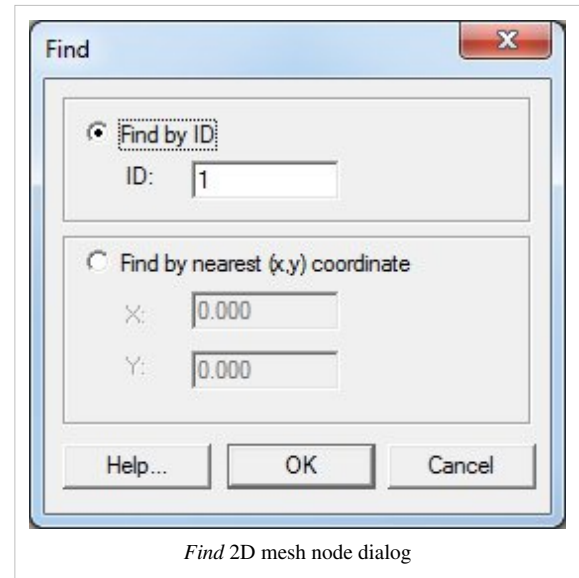 Find
Find by ID
ID: 1
Find by nearest (x,y) coordinate
X: 0.000
Y: 0.000
Help... OK Cancel
Find 2D mesh node dialog